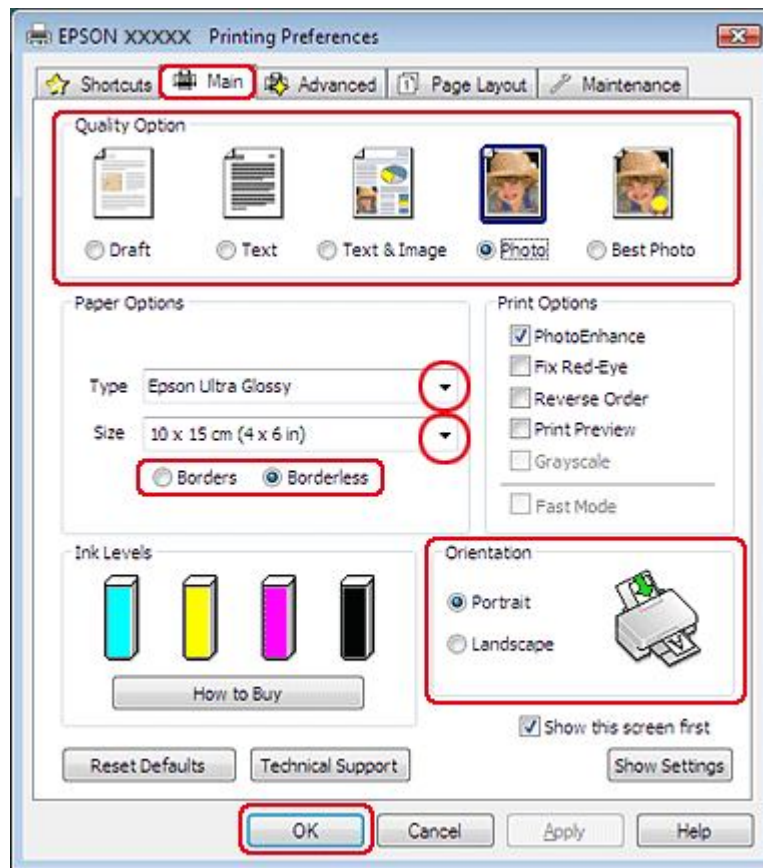 EPSON XXXXX Printing Preferences
Shortcuts Main Advanced 1 Page Layout Maintenance
Quality Option
Draft Text Text & Image Photo Best Photo
Paper Options
Type Epson Ultra Glossy
Size 10 x 15 cm (4 x 6 in)
Borders Borderless
Print Options
PhotoEnhance
Fix Red-Eye
Reverse Order
Print Preview
Grayscale
Fast Mode
Ink Levels
How to Buy
Orientation
Portrait
Landscape
A
Show this screen first
Reset Defaults Technical Support Show Settings
OK Cancel Apply Help